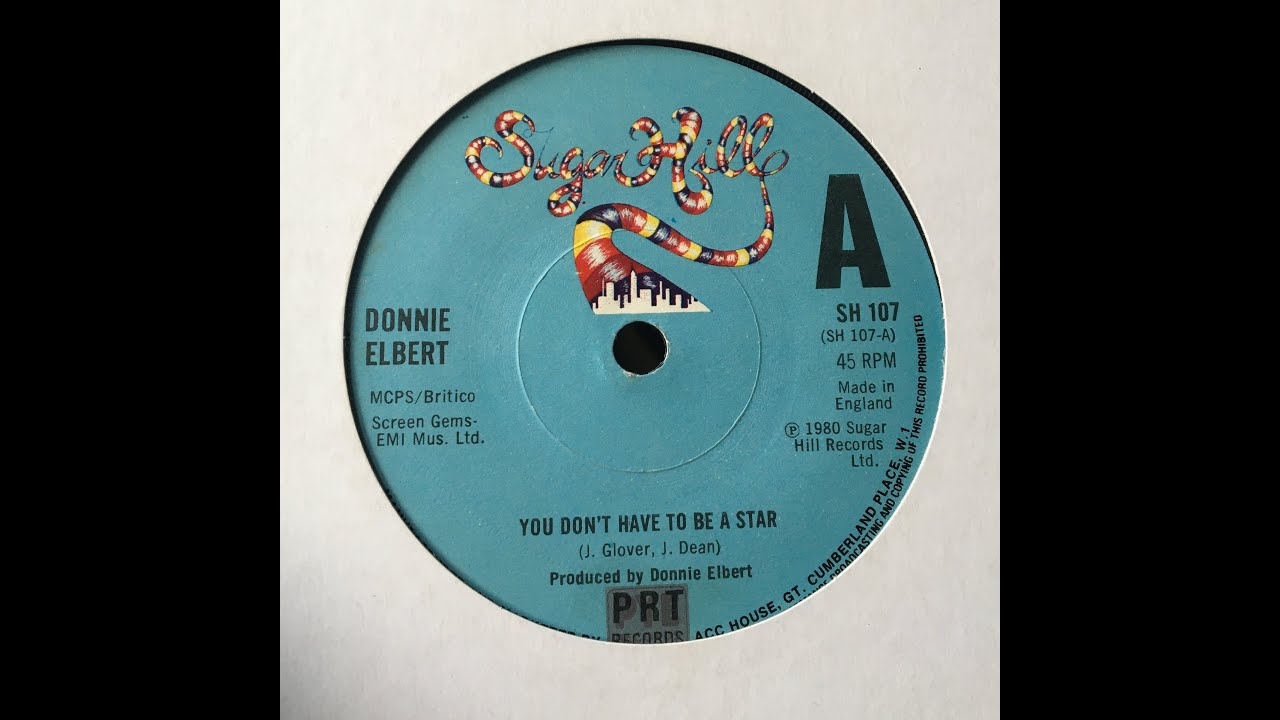 Sugar Hill
A
SH 107
(SH 107-A)
45 RPM
Made in
England
℗ 1980 Sugar
Hill Records
Ltd.
DONNIE
ELBERT
MCPS/Britico
Screen Gems-
EMI Mus. Ltd.
YOU DON'T HAVE TO BE A STAR
(J. Glover, J. Dean)
Produced by Donnie Elbert
PRT
RECORDS
ACC HOUSE, GT. CUMBERLAND PLACE, W 1
BROADCASTING AND COPYING OF THIS RECORD PROHIBITED